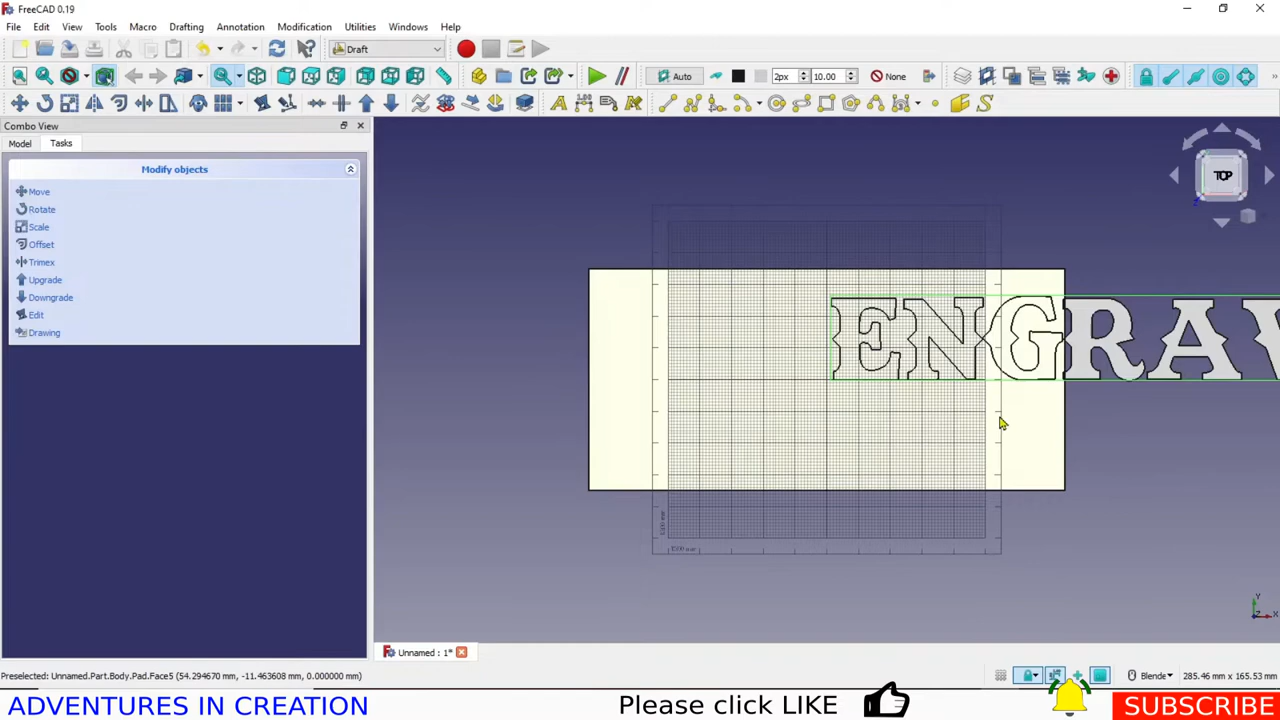 FreeCAD 0.19
File Edit View Tools Macro Drafting Annotation Modification Utilities Windows Help
Draft
Auto 2px 10.00 None
Combo View
Model Tasks
TOP
Modify objects
Move
Rotate
Scale
Offset
Trimex
Upgrade
Downgrade
Edit
Drawing
ENGRAV
Y
Z X
Unnamed : 1*
Preselected: Unnamed.Part.Body.Pad.Face5 (54.294670 mm, -11.463608 mm, 0.000000 mm)
Blende 285.46 mm x 165.53 mm
ADVENTURES IN CREATION
Please click LIKE
SUBSCRIBE